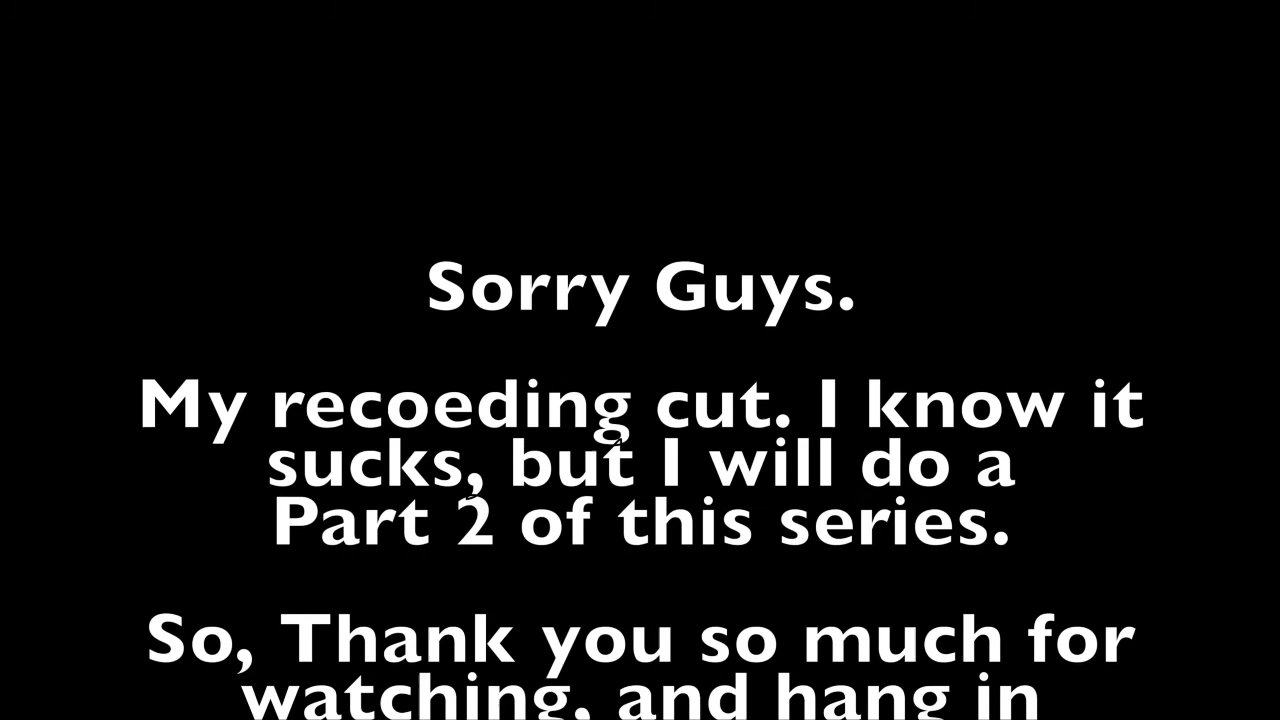 Sorry Guys.
My recoeding cut. I know it
sucks, but I will do a
Part 2 of this series.
So, Thank you so much for
watching, and hang in